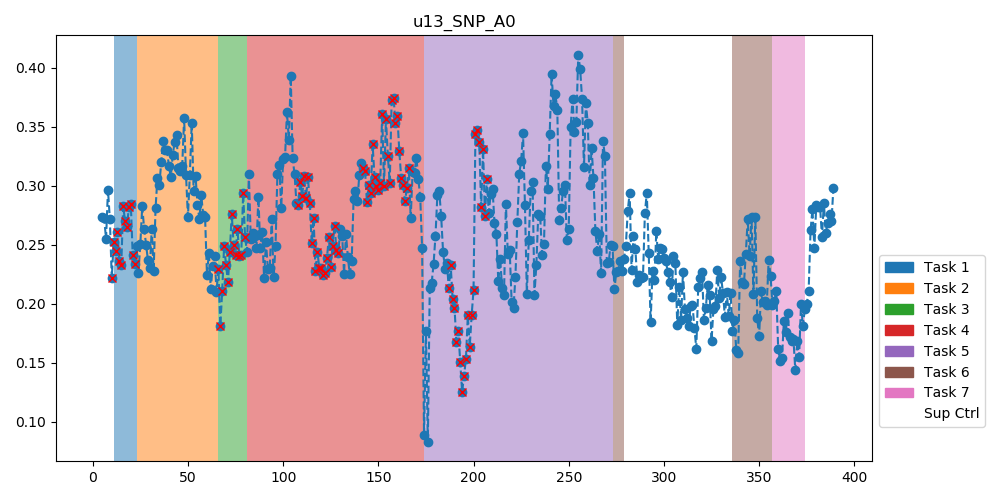 u13_SNP_A0
0.40
0.35
0.30
0.25
0.20
0.15
0.10
0 50 100 150 200 250 300 350 400
Task 1
Task 2
Task 3
Task 4
Task 5
Task 6
Task 7
Sup Ctrl